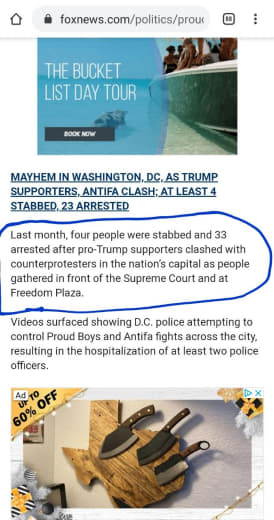 foxnews.com/politics/prou
88
THE BUCKET
LIST DAY TOUR
BOOK NOW
MAYHEM IN WASHINGTON, DC, AS TRUMP
SUPPORTERS, ANTIFA CLASH; AT LEAST 4
STABBED, 23 ARRESTED
Last month, four people were stabbed and 33
arrested after pro-Trump supporters clashed with
counterprotesters in the nation's capital as people
gathered in front of the Supreme Court and at
Freedom Plaza.
Videos surfaced showing D.C. police attempting to
control Proud Boys and Antifa fights across the city,
resulting in the hospitalization of at least two police
officers.
Ad
UP TO
60% OFF